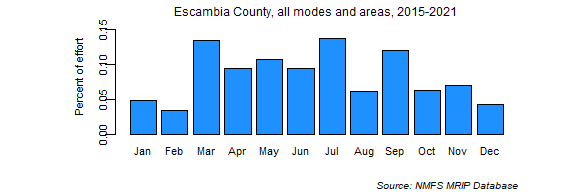 Escambia County, all modes and areas, 2015-2021
Percent of effort
0.15
0.10
0.05
0.00
Jan Feb Mar Apr May Jun Jul Aug Sep Oct Nov Dec
Source: NMFS MRIP Database